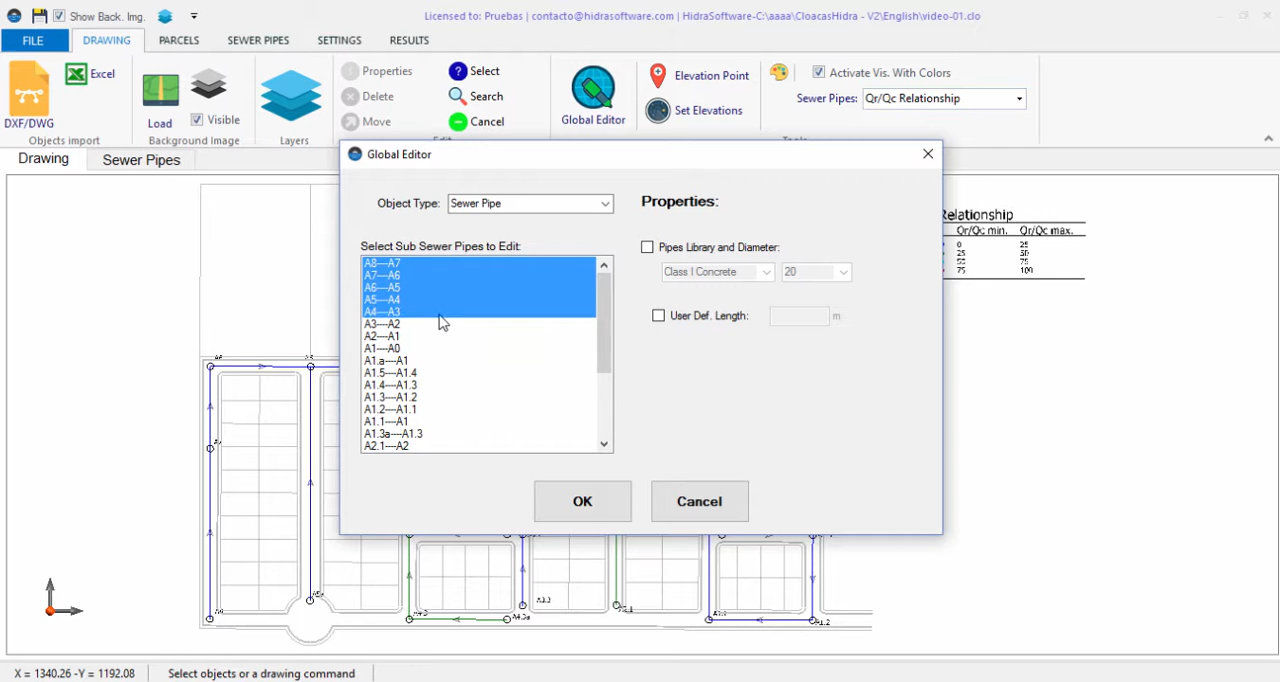 Show Back. Img.
Licensed to: Pruebas | contacto@hidrasoftware.com | HidraSoftware-C:\aaaa\CloacasHidra - V2\English\video-01.clo
FILE DRAWING PARCELS SEWER PIPES SETTINGS RESULTS
DXF/DWG
Excel
Objects import
Load
Visible
Background Image
Layers
Properties
Delete
Move
Select
Search
Cancel
Global Editor
Elevation Point
Set Elevations
Activate Vis. With Colors
Sewer Pipes: Qr/Qc Relationship
Drawing Sewer Pipes
Global Editor
Object Type: Sewer Pipe
Select Sub Sewer Pipes to Edit:
A8---A7
A7---A6
A6---A5
A5---A4
A4---A3
A3---A2
A2---A1
A1---A0
A1.a---A1
A1.5---A1.4
A1.4---A1.3
A1.3---A1.2
A1.2---A1.1
A1.1---A1
A1.3a---A1.3
A2.1---A2
Properties:
Pipes Library and Diameter:
Class I Concrete 20
User Def. Length: m
OK Cancel
Relationship
Qr/Qc min. Qr/Qc max.
0 25
25 50
75 100
A1.2
X = 1340.26 -Y = 1192.08 Select objects or a drawing command